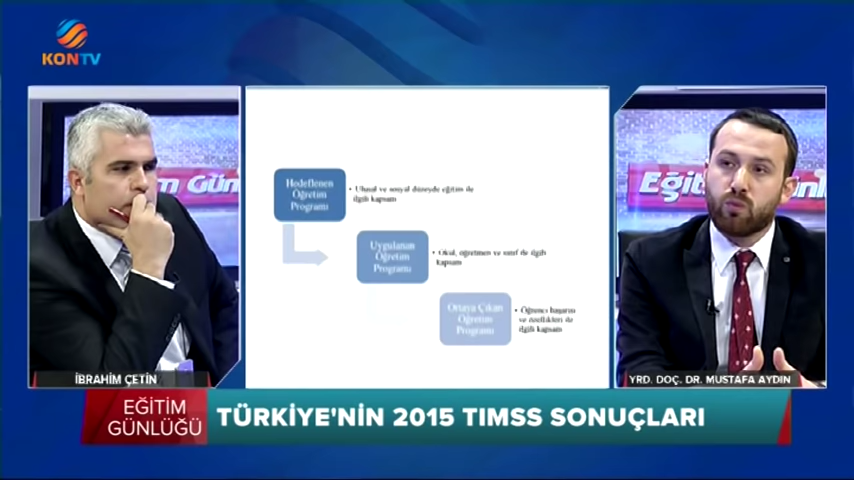 KONTV
Hedeflenen
Öğretim
Programı
• Ulusal ve sosyal düzeyde eğitim ile
ilgili kapsam
Uygulanan
Öğretim
Programı
• Okul, öğretmen ve sınıf ile ilgili
kapsam
Ortaya Çıkan
Öğretim
Programı
• Öğrenci başarısı
ve özellikleri ile
ilgili kapsam
m Gün
Eğiti
nlü
İBRAHİM ÇETİN
YRD. DOÇ. DR. MUSTAFA AYDIN
EĞİTİM
GÜNLÜĞÜ
TÜRKİYE'NİN 2015 TIMSS SONUÇLARI